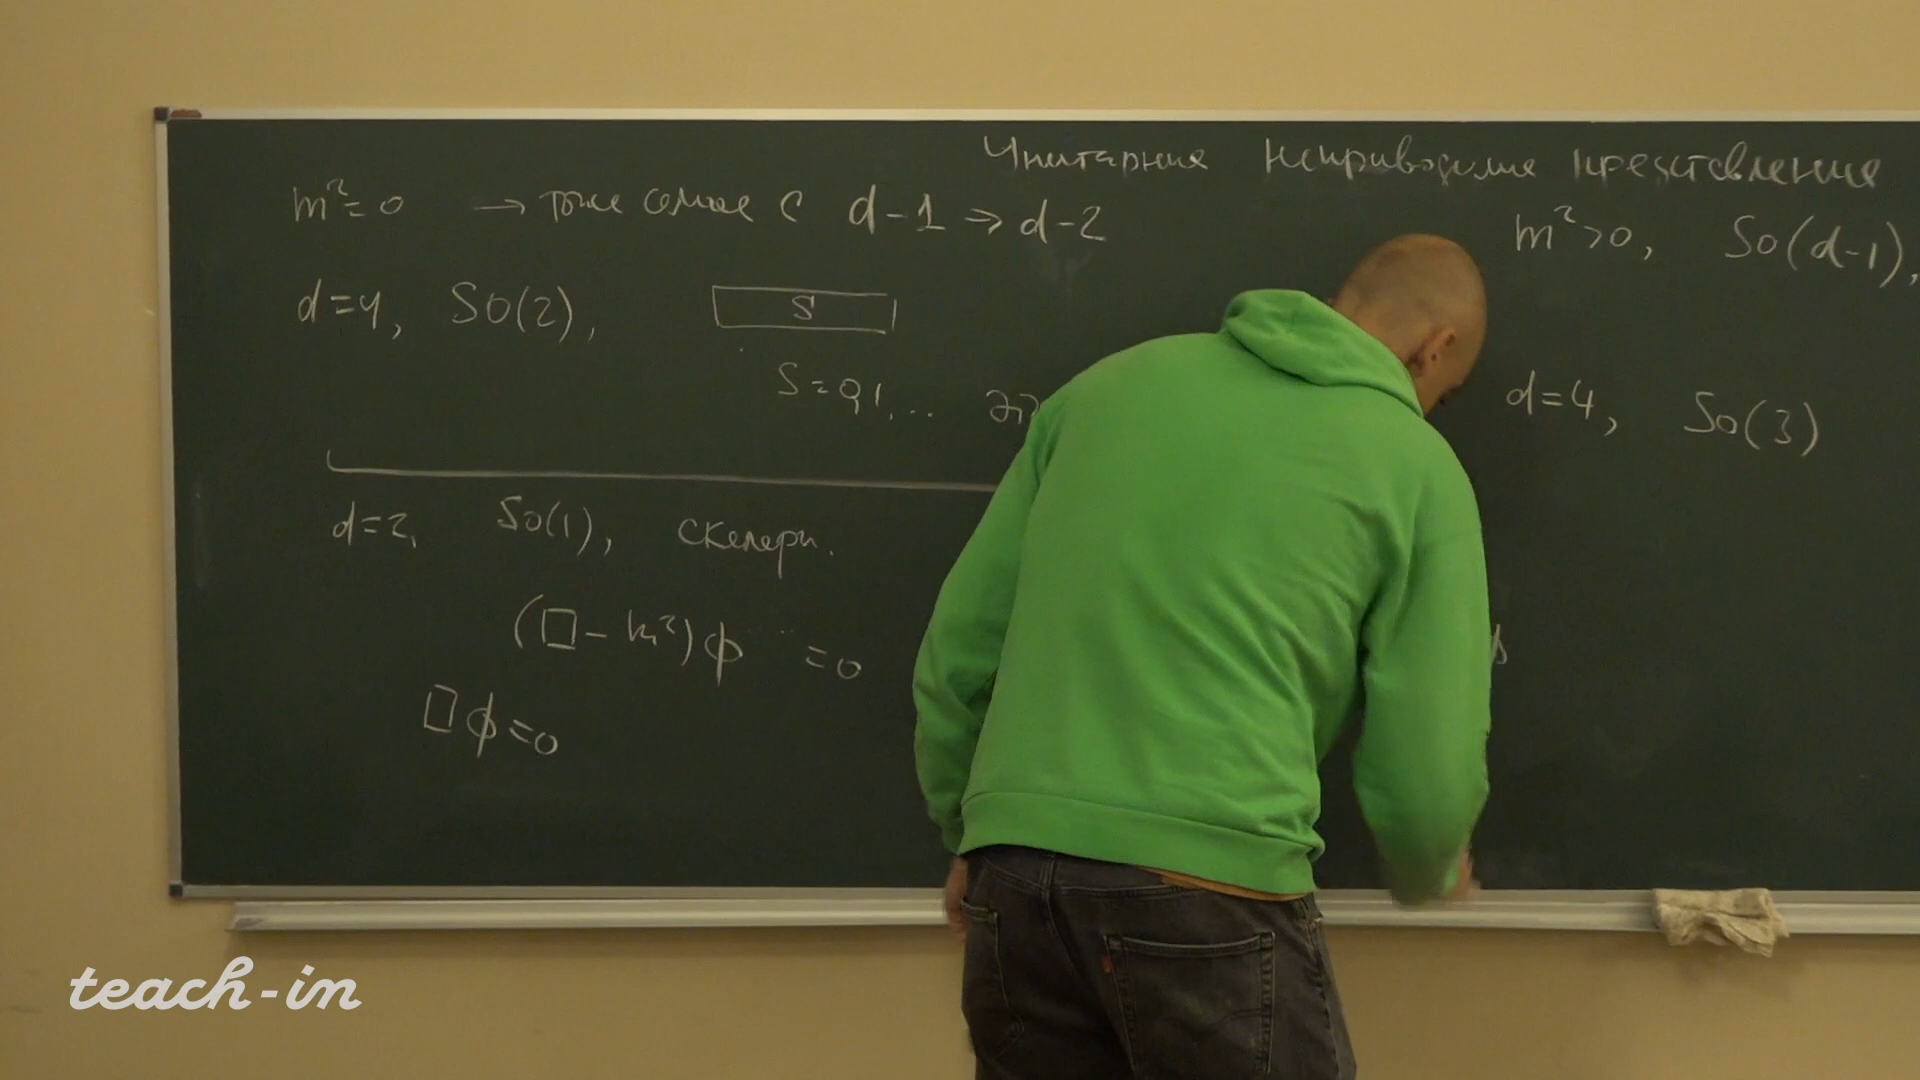 Унитарные неприводимые представления
m²=0 → тоже самое с d-1 ⇒ d-2
d=4, SO(2),
S
S=0,1,...
m²>0, So(d-1),
d=4, So(3)
d=2, So(1), скаляры.
(□-m²)φ =0
□φ=0
teach-in